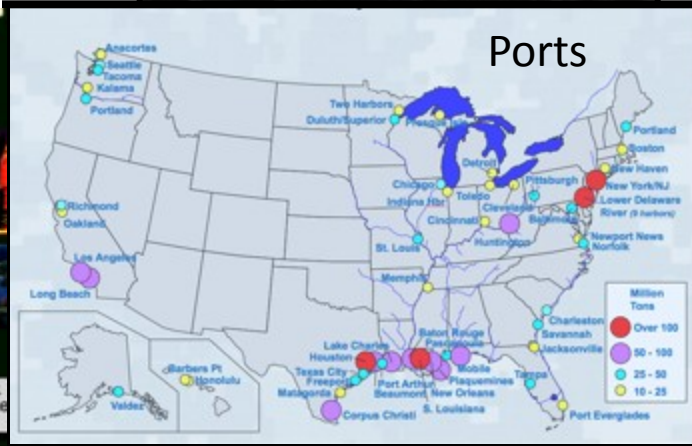 Ports
Anacortes
Seattle
Tacoma
Kalama
Portland
Two Harbors
Duluth/Superior
Presque Isle
Portland
Boston
New Haven
New York/NJ
Lower Delaware
River (9 harbors)
Detroit
Pittsburgh
Chicago
Indiana Hbr
Toledo
Cleveland
Baltimore
Cincinnati
Huntington
Newport News
Norfolk
Richmond
Oakland
St. Louis
Los Angeles
Long Beach
Memphis
Million
Tons
Over 100
50 - 100
25 - 50
10 - 25
Charleston
Savannah
Jacksonville
Baton Rouge
Pascagoula
Lake Charles
Houston
Texas City
Freeport
Matagorda
Corpus Christi
Port Arthur
Beaumont
Mobile
Plaquemines
New Orleans
S. Louisiana
Tampa
Port Everglades
Barbers Pt
Honolulu
Valdez